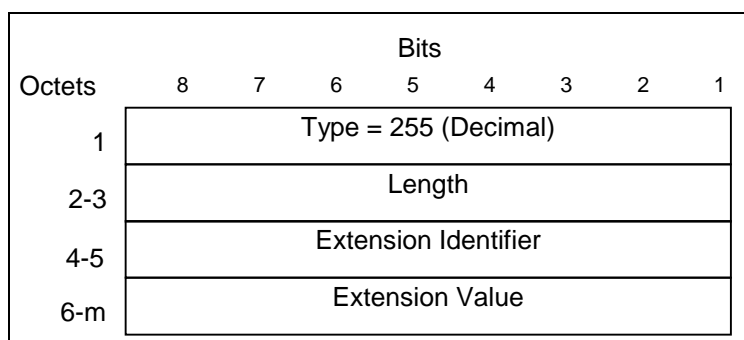 Bits
Octets 8 7 6 5 4 3 2 1
1 Type = 255 (Decimal)
2-3 Length
4-5 Extension Identifier
6-m Extension Value